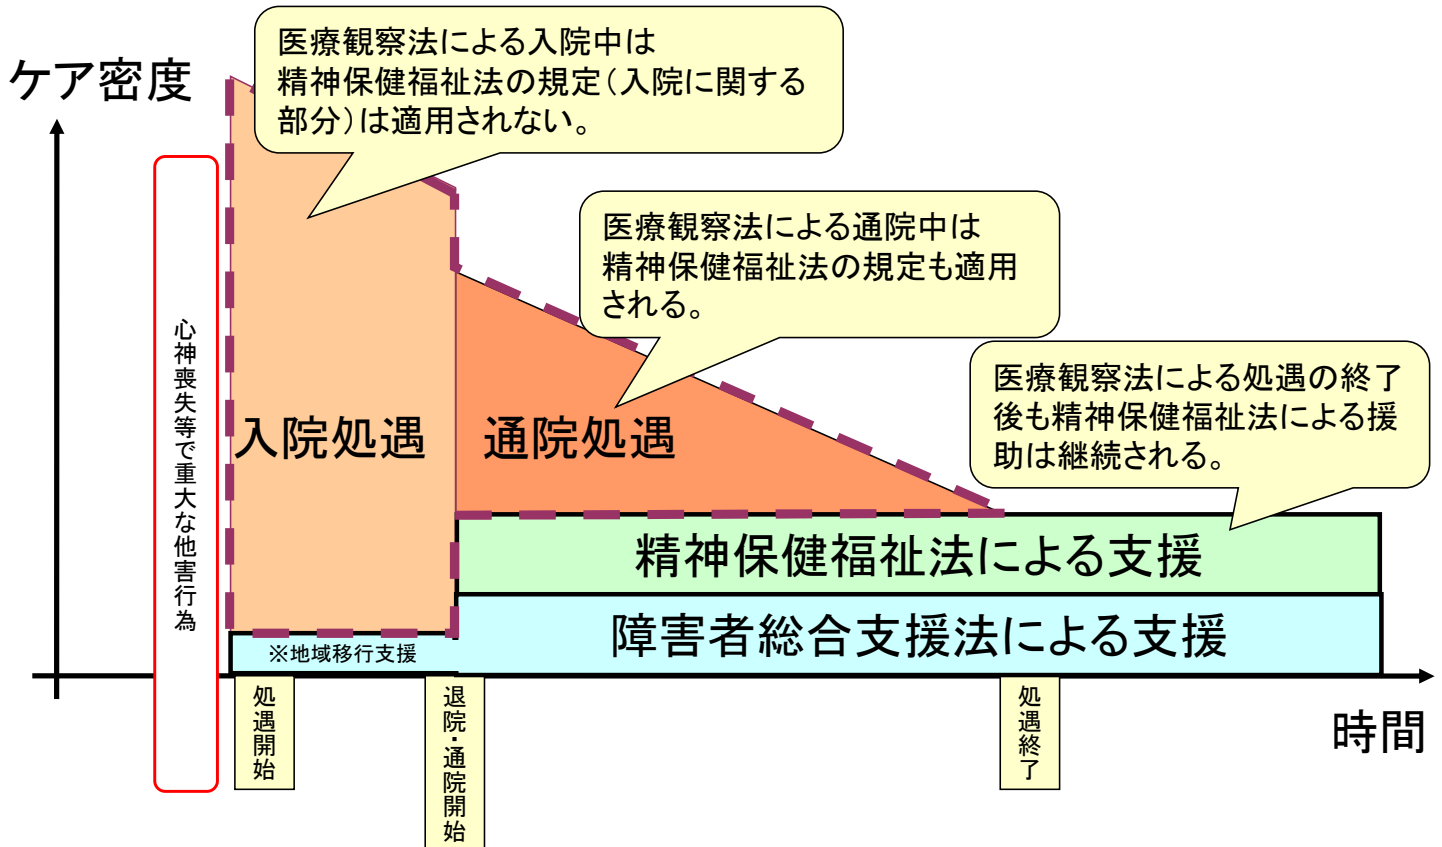 ケア密度
医療観察法による入院中は
精神保健福祉法の規定（入院に関する
部分）は適用されない。
医療観察法による通院中は
精神保健福祉法の規定も適用
される。
医療観察法による処遇の終了
後も精神保健福祉法による援
助は継続される。
心神喪失等で重大な他害行為
入院処遇
通院処遇
精神保健福祉法による支援
障害者総合支援法による支援
※地域移行支援
処遇開始
退院・通院開始
処遇終了
時間